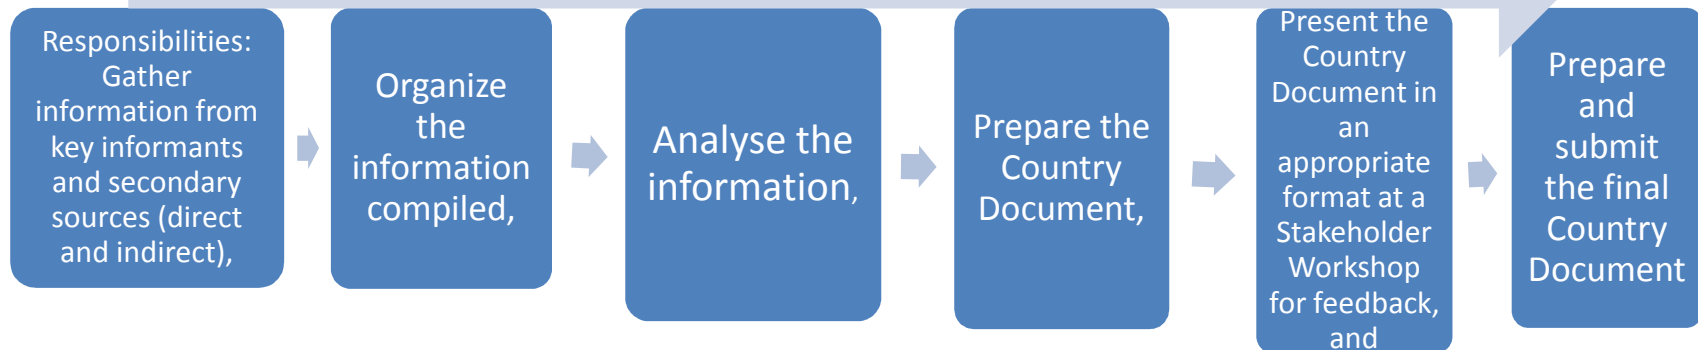 Responsibilities:
Gather
information from
key informants
and secondary
sources (direct
and indirect),
Organize
the
information
compiled,
Analyse the
information,
Prepare the
Country
Document,
Present the
Country
Document in
an
appropriate
format at a
Stakeholder
Workshop
for feedback,
and
Prepare
and
submit
the final
Country
Document